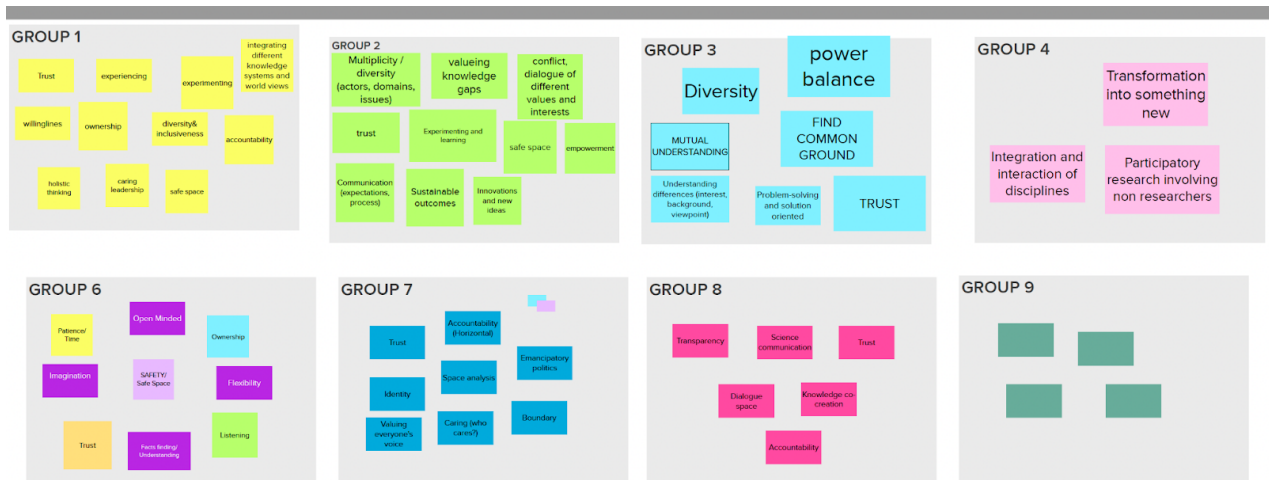 GROUP 1
Trust
experiencing
experimenting
integrating
different
knowledge
systems and
world views
willinglines
ownership
diversity&
inclusiveness
accountability
holistic
thinking
caring
leadership
safe space
GROUP 2
Multiplicity /
diversity
(actors, domains,
issues)
valueing
knowledge
gaps
conflict,
dialogue of
different
values and
interests
trust
Experimenting and
learning
safe space
empowerment
Communication
(expectations,
process)
Sustainable
outcomes
Innovations and
new ideas
GROUP 3
Diversity
power
balance
MUTUAL
UNDERSTANDING
FIND
COMMON
GROUND
Understanding
differences (interest,
background,
viewpoint)
Problem-solving
and solution
oriented
TRUST
GROUP 4
Transformation
into something
new
Integration and
interaction of
disciplines
Participatory
research involving
non researchers
GROUP 6
Patience/
Time
Open Minded
Ownership
Imagination
SAFETY/
Safe Space
Flexibility
Trust
Facts finding/
Understanding
Listening
GROUP 7
Trust
Accountability
(Horizontal)
Emancipatory
politics
Space analysis
Identity
Valuing
everyone's
voice
Caring (who
cares?)
Boundary
GROUP 8
Transparency
Science
communication
Trust
Dialogue
space
Knowledge co-
creation
Accountability
GROUP 9